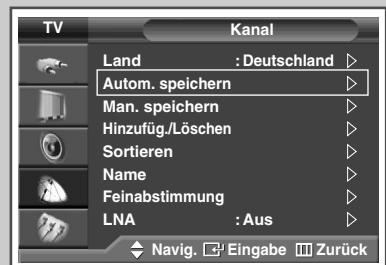 TV Kanal
Land : Deutschland
Autom. speichern
Man. speichern
Hinzufüg./Löschen
Sortieren
Name
Feinabstimmung
LNA : Aus
Navig. Eingabe Zurück